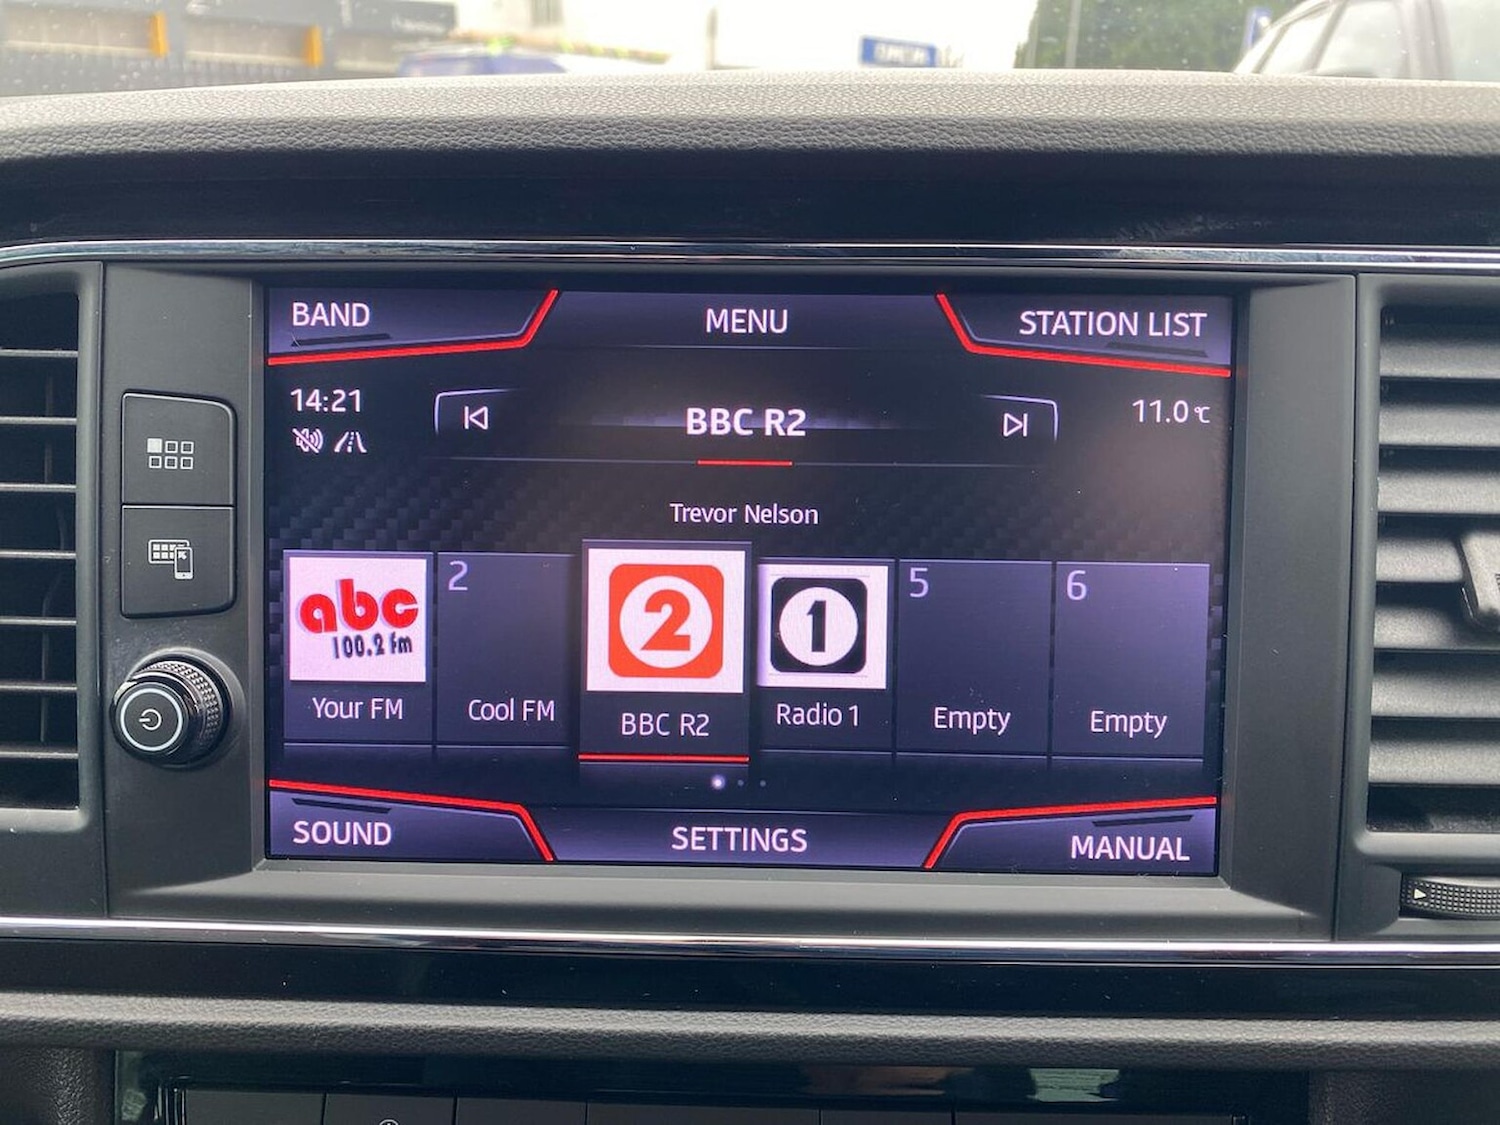 BAND
MENU
STATION LIST
14:21
BBC R2
11.0 °C
Trevor Nelson
abc
100.2 fm
Your FM
2
Cool FM
2
BBC R2
1
Radio 1
5
Empty
6
Empty
SOUND
SETTINGS
MANUAL